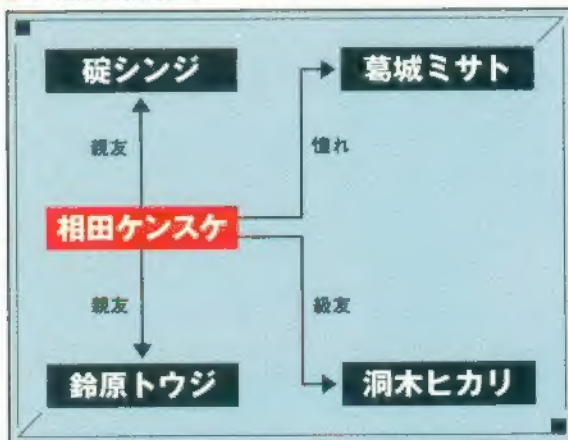 碇シンジ
葛城ミサト
親友
憧れ
相田ケンスケ
親友
級友
鈴原トウジ
洞木ヒカリ